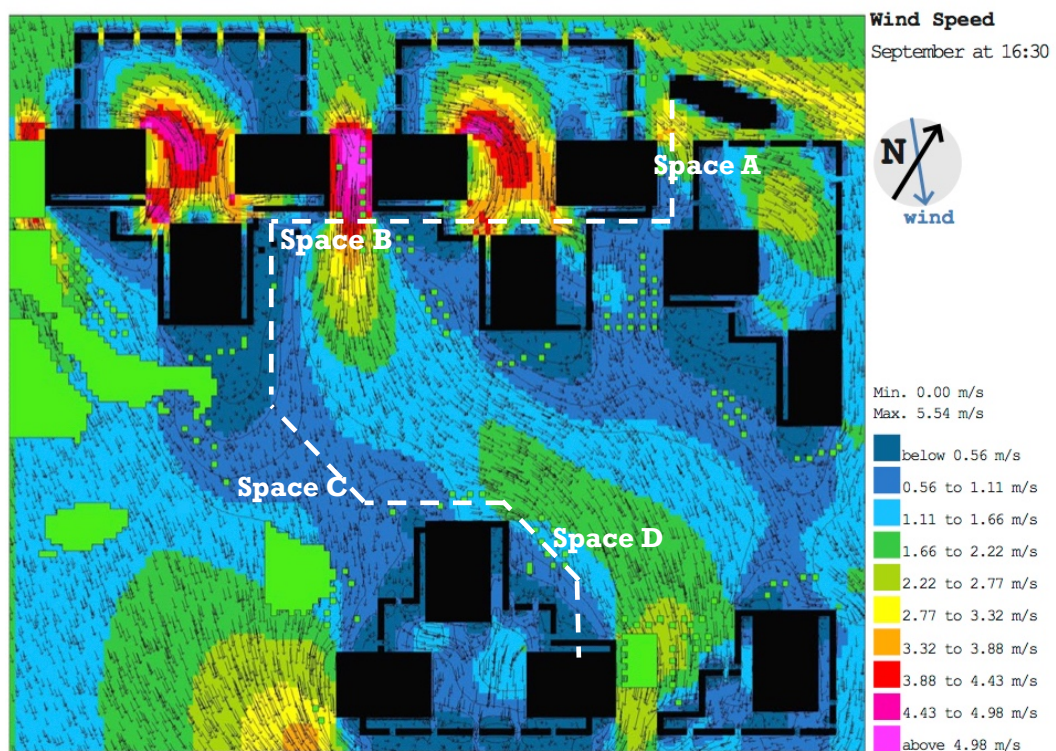 Wind Speed
September at 16:30
N
wind
Space A
Space B
Space C
Space D
Min. 0.00 m/s
Max. 5.54 m/s
below 0.56 m/s
0.56 to 1.11 m/s
1.11 to 1.66 m/s
1.66 to 2.22 m/s
2.22 to 2.77 m/s
2.77 to 3.32 m/s
3.32 to 3.88 m/s
3.88 to 4.43 m/s
4.43 to 4.98 m/s
above 4.98 m/s